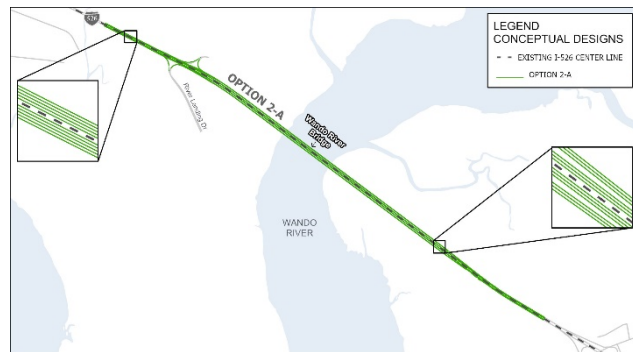 526
LEGEND
CONCEPTUAL DESIGNS
EXISTING I-526 CENTER LINE
OPTION 2-A
OPTION 2-A
River Landing Dr
Wando River
Bridge
WANDO
RIVER